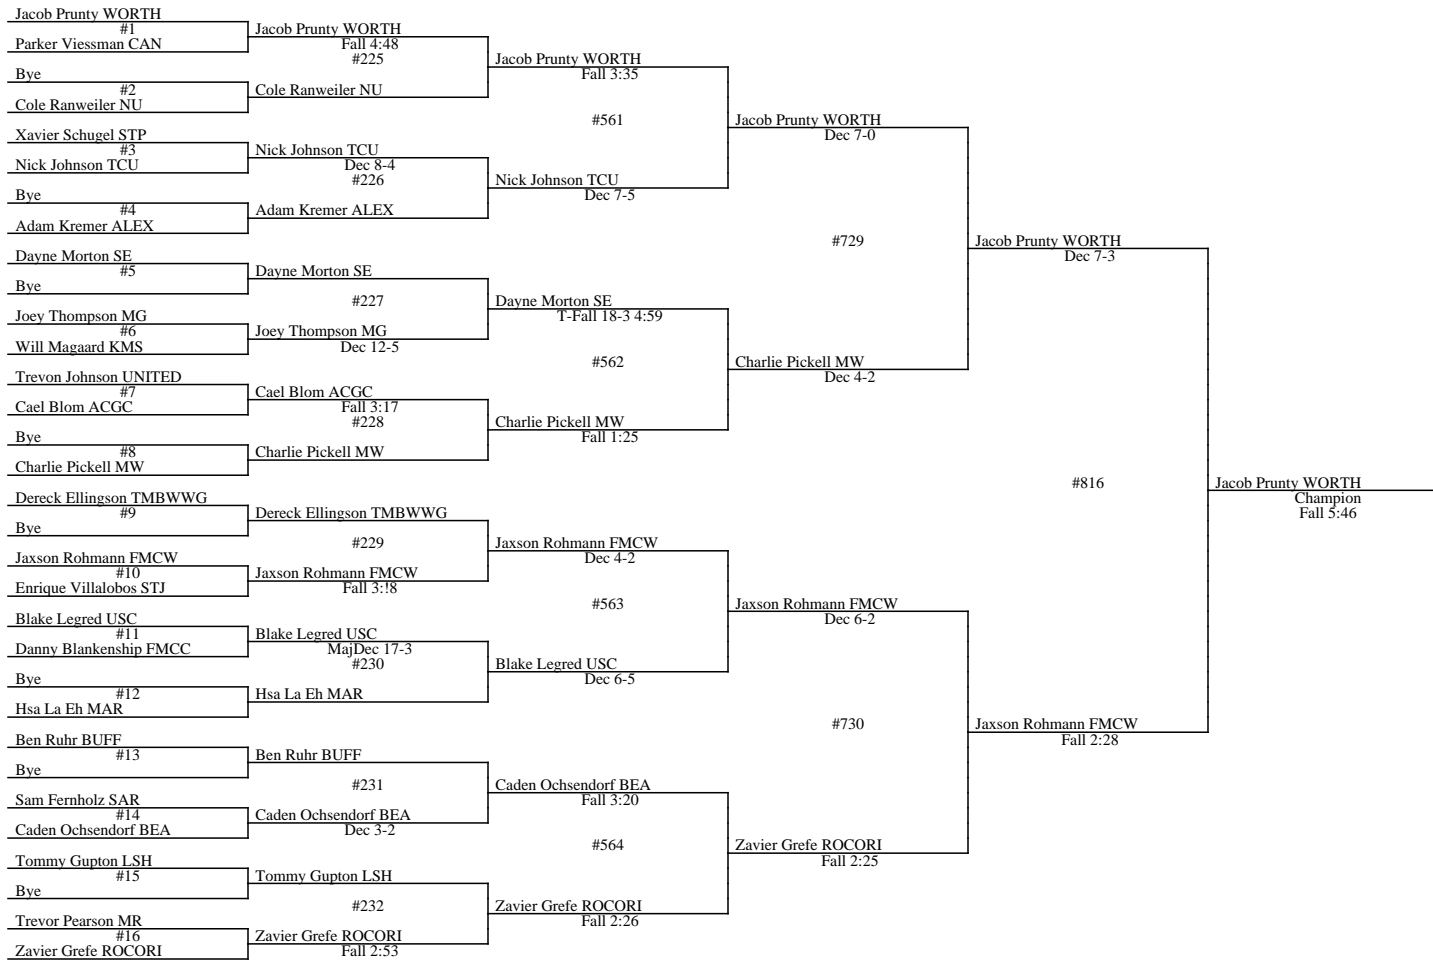 Jacob Prunty WORTH
#1
Parker Viessman CAN
Bye
#2
Cole Ranweiler NU
Xavier Schugel STP
#3
Nick Johnson TCU
Bye
#4
Adam Kremer ALEX
Dayne Morton SE
#5
Bye
Joey Thompson MG
#6
Will Magaard KMS
Trevon Johnson UNITED
#7
Cael Blom ACGC
Bye
#8
Charlie Pickell MW
Dereck Ellingson TMBWWG
#9
Bye
Jaxson Rohmann FMCW
#10
Enrique Villalobos STJ
Blake Legred USC
#11
Danny Blankenship FMCC
Bye
#12
Hsa La Eh MAR
Ben Ruhr BUFF
#13
Bye
Sam Fernholz SAR
#14
Caden Ochsendorf BEA
Tommy Gupton LSH
#15
Bye
Trevor Pearson MR
#16
Zavier Grefe ROCORI
Jacob Prunty WORTH
Fall 4:48
#225
Cole Ranweiler NU
Nick Johnson TCU
Dec 8-4
#226
Adam Kremer ALEX
Dayne Morton SE
#227
Joey Thompson MG
Dec 12-5
Cael Blom ACGC
Fall 3:17
#228
Charlie Pickell MW
Dereck Ellingson TMBWWG
#229
Jaxson Rohmann FMCW
Fall 3:!8
Blake Legred USC
MajDec 17-3
#230
Hsa La Eh MAR
Ben Ruhr BUFF
#231
Caden Ochsendorf BEA
Dec 3-2
Tommy Gupton LSH
#232
Zavier Grefe ROCORI
Fall 2:53
Jacob Prunty WORTH
Fall 3:35
#561
Nick Johnson TCU
Dec 7-5
Dayne Morton SE
T-Fall 18-3 4:59
#562
Charlie Pickell MW
Fall 1:25
Jaxson Rohmann FMCW
Dec 4-2
#563
Blake Legred USC
Dec 6-5
Caden Ochsendorf BEA
Fall 3:20
#564
Zavier Grefe ROCORI
Fall 2:26
Jacob Prunty WORTH
Dec 7-0
#729
Charlie Pickell MW
Dec 4-2
Jaxson Rohmann FMCW
Dec 6-2
#730
Zavier Grefe ROCORI
Fall 2:25
Jacob Prunty WORTH
Dec 7-3
#816
Jaxson Rohmann FMCW
Fall 2:28
Jacob Prunty WORTH
Champion
Fall 5:46